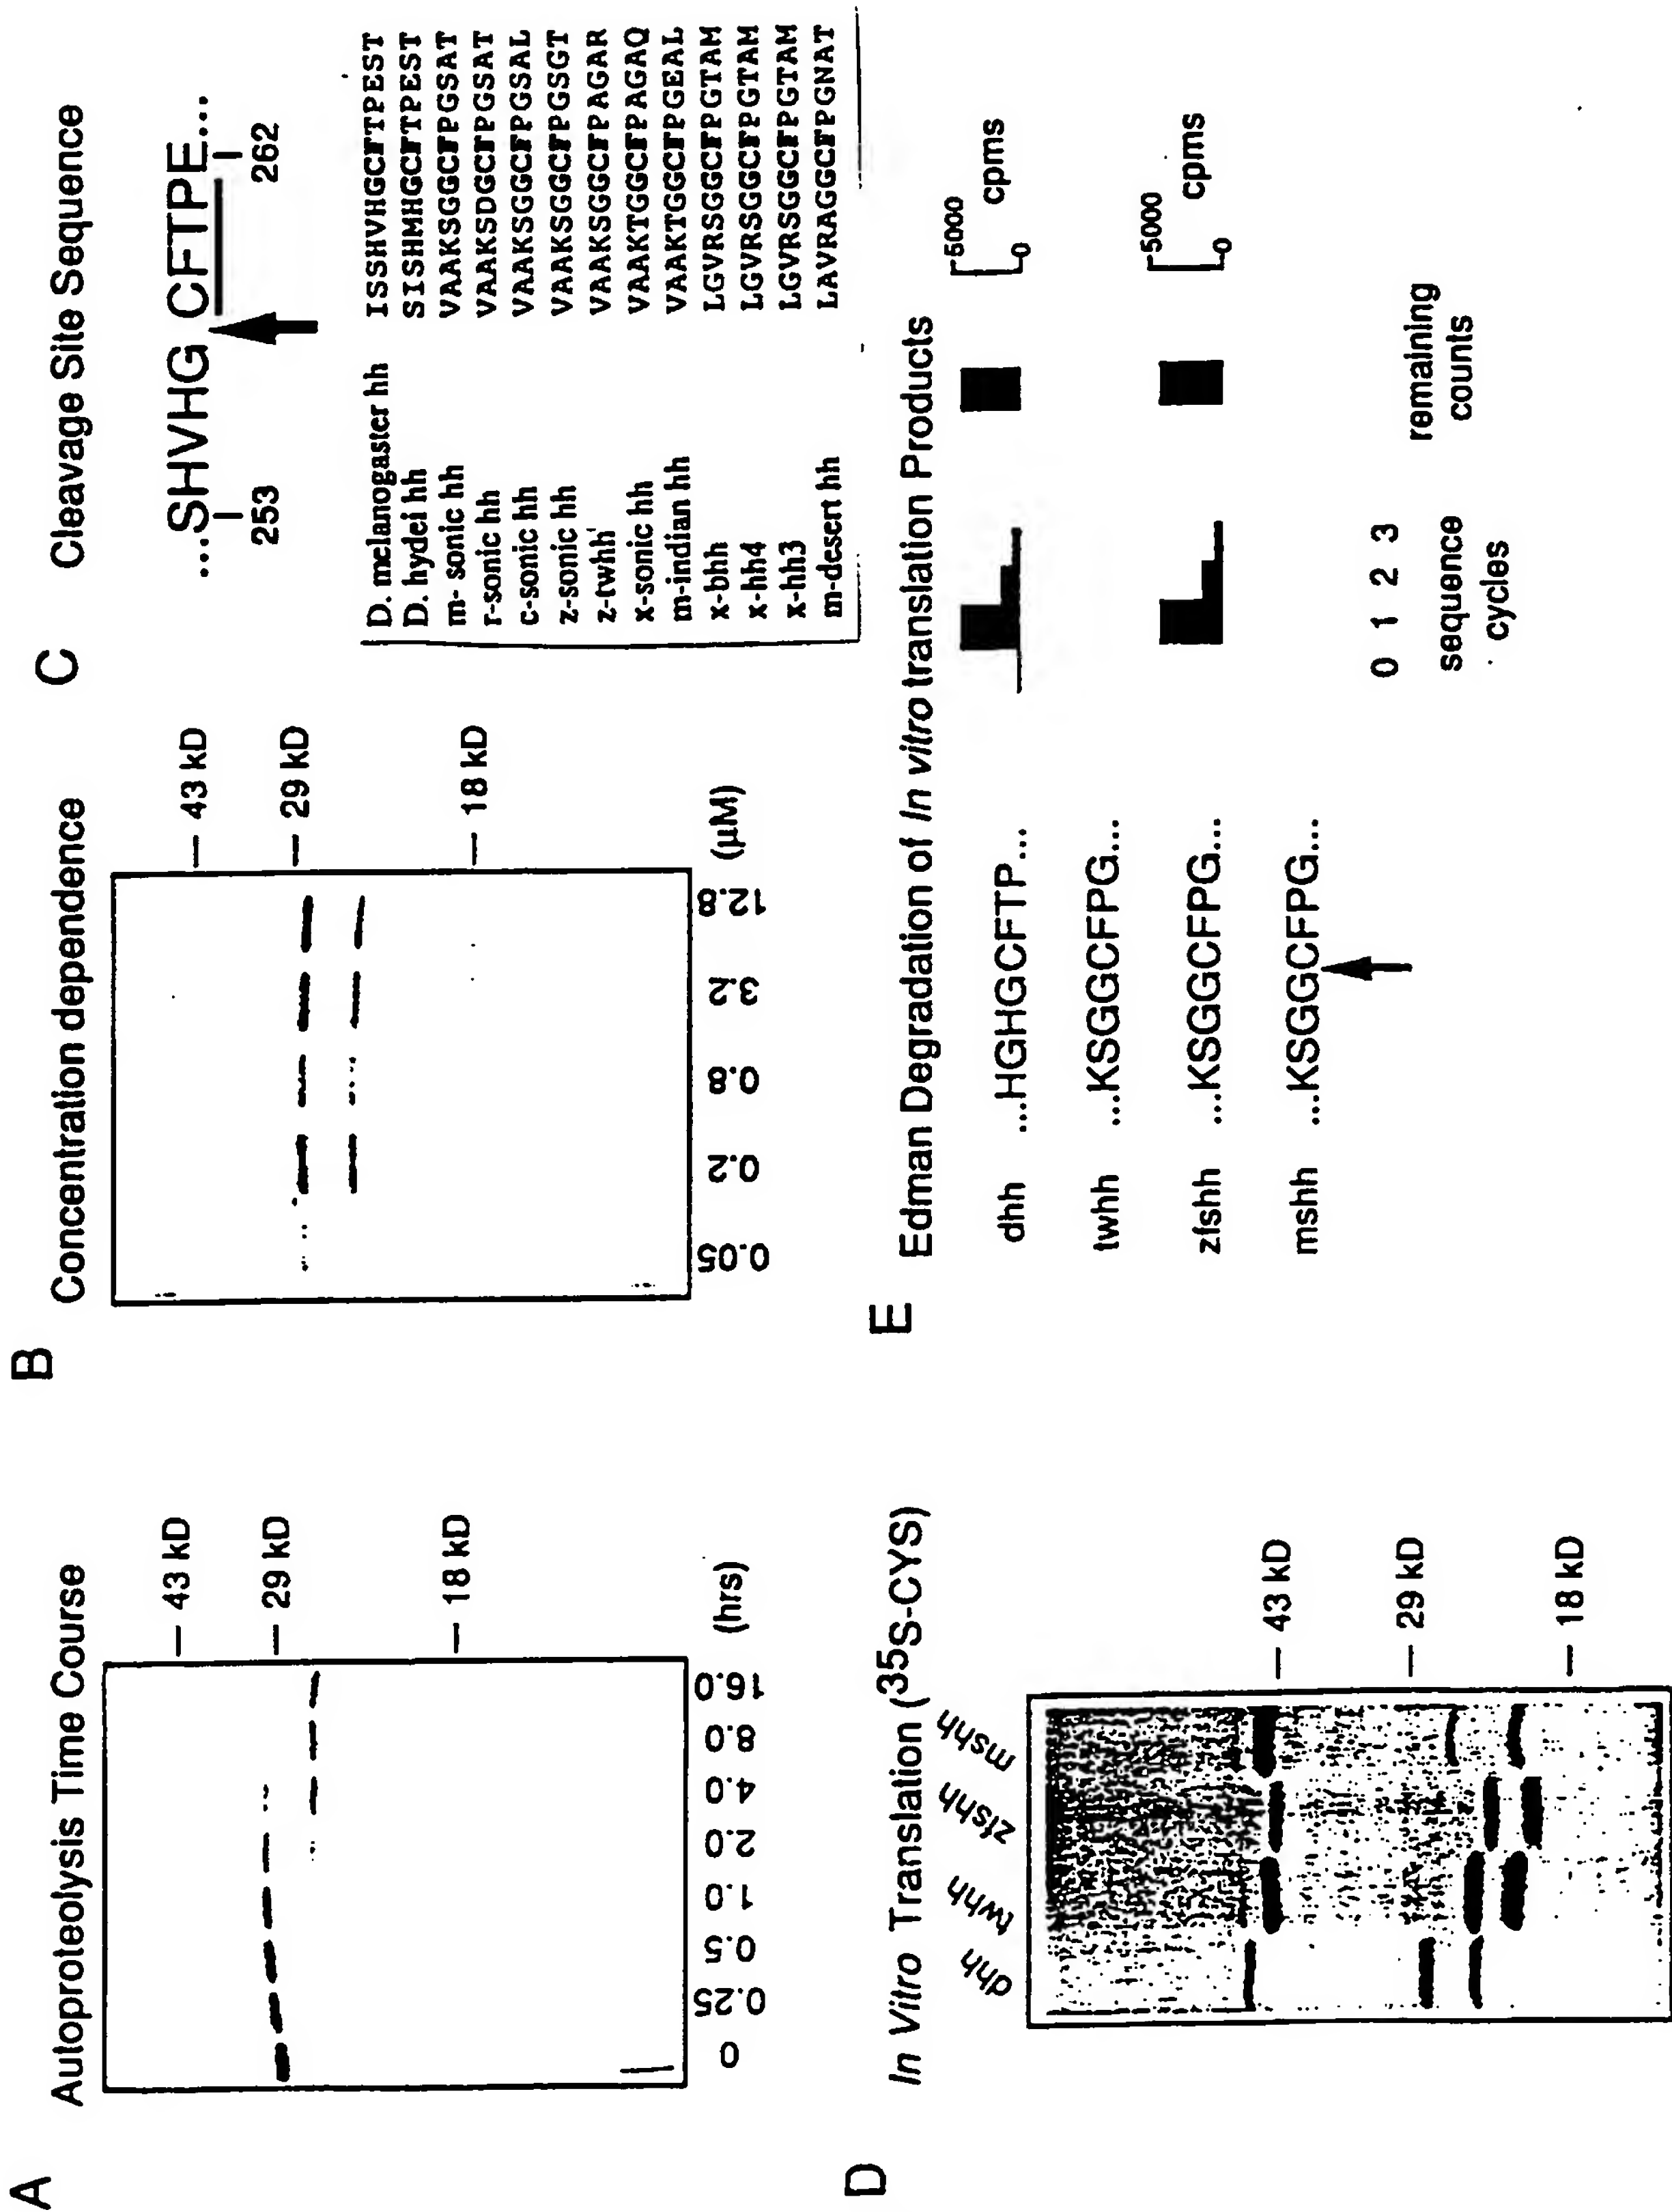 A
Autoproteolysis Time Course
43 kD
29 kD
18 kD
0 0.25 0.5 1.0 2.0 4.0 8.0 16.0 (hrs)
B
Concentration dependence
43 kD
29 kD
18 kD
0.05 0.2 0.8 3.2 12.8 (μM)
C
Cleavage Site Sequence
...SHVHG CFTPE...
253 262
D. melanogaster hh ISSHVHGCFTPEST
D. hydei hh SISHMHGCFTPEST
m- sonic hh VAAKSGGCFPGSAT
r-sonic hh VAAKSDGCFPGSAT
c-sonic hh VAAKSGGCFPGSAL
z-sonic hh VAAKSGGCFPGSGT
z-twhh VAAKSGGCFPAGAR
x-sonic hh VAAKTGGCFPAGAQ
m-indian hh VAAKTGGCFPGEAL
x-bhh LGVRSGGCFPGTAM
x-hh4 LGVRSGGCFPGTAM
x-hh3 LGVRSGGCFPGTAM
m-desert hh LAVRAGGCFPGNAT
D
In Vitro Translation (35S-CYS)
dhh twhh zfshh mshh
43 kD
29 kD
18 kD
E
Edman Degradation of In vitro translation Products
dhh ...HGHGCFTP...
5000
cpms
0
twhh ...KSGGCFPG...
zfshh ...KSGGCFPG...
5000
cpms
0
mshh ...KSGGCFPG...
0 1 2 3
sequence
cycles
remaining
counts